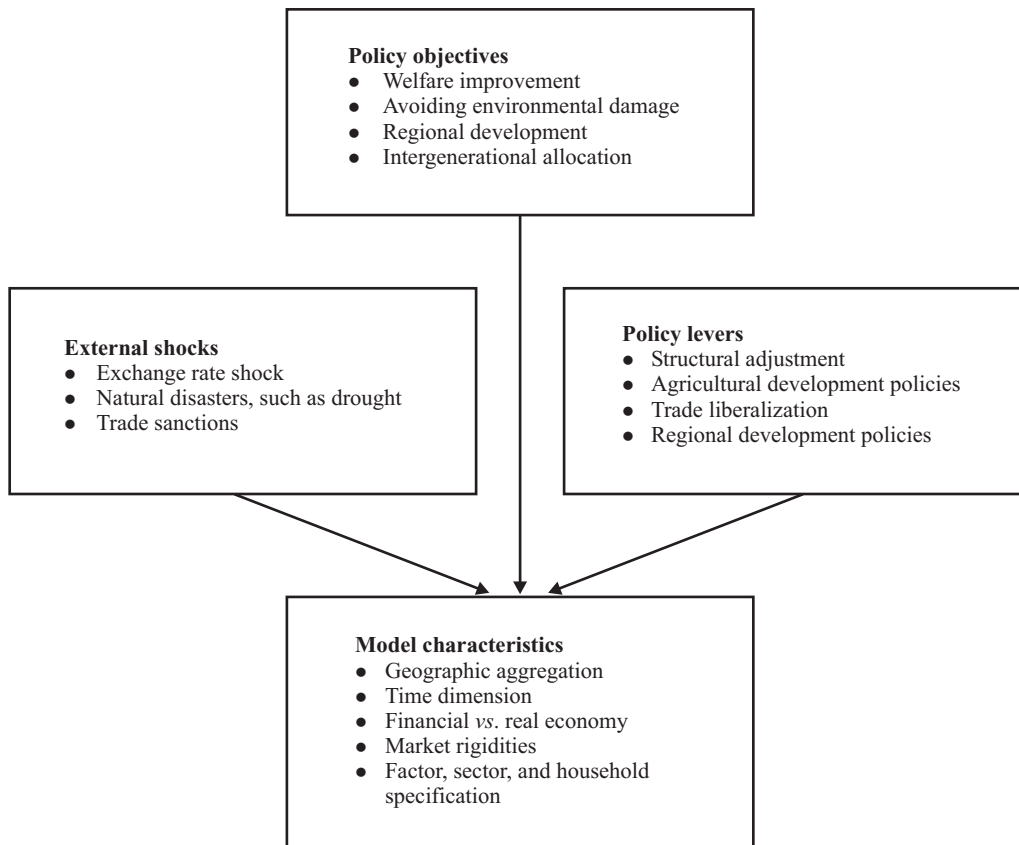 Policy objectives
● Welfare improvement
● Avoiding environmental damage
● Regional development
● Intergenerational allocation
External shocks
● Exchange rate shock
● Natural disasters, such as drought
● Trade sanctions
Policy levers
● Structural adjustment
● Agricultural development policies
● Trade liberalization
● Regional development policies
Model characteristics
● Geographic aggregation
● Time dimension
● Financial vs. real economy
● Market rigidities
● Factor, sector, and household
specification